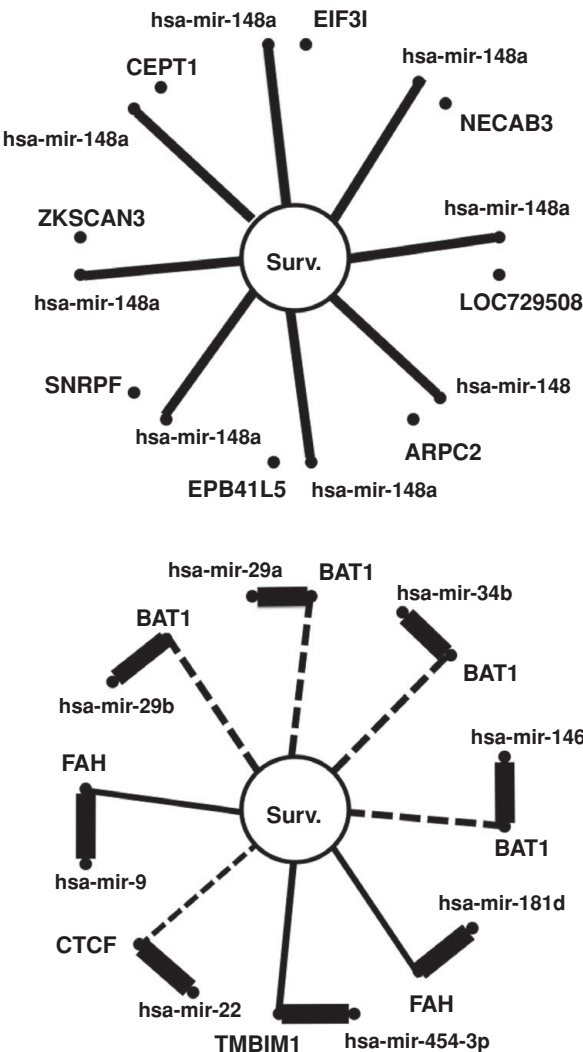 hsa-mir-148a
EIF3I
hsa-mir-148a
CEPT1
NECAB3
hsa-mir-148a
hsa-mir-148a
ZKSCAN3
Surv.
hsa-mir-148a
LOC729508
SNRPF
hsa-mir-148
hsa-mir-148a
ARPC2
EPB41L5
hsa-mir-148a
hsa-mir-29a
BAT1
hsa-mir-34b
BAT1
BAT1
hsa-mir-29b
hsa-mir-146
FAH
Surv.
BAT1
hsa-mir-9
hsa-mir-181d
CTCF
FAH
hsa-mir-22
TMBIM1
hsa-mir-454-3p